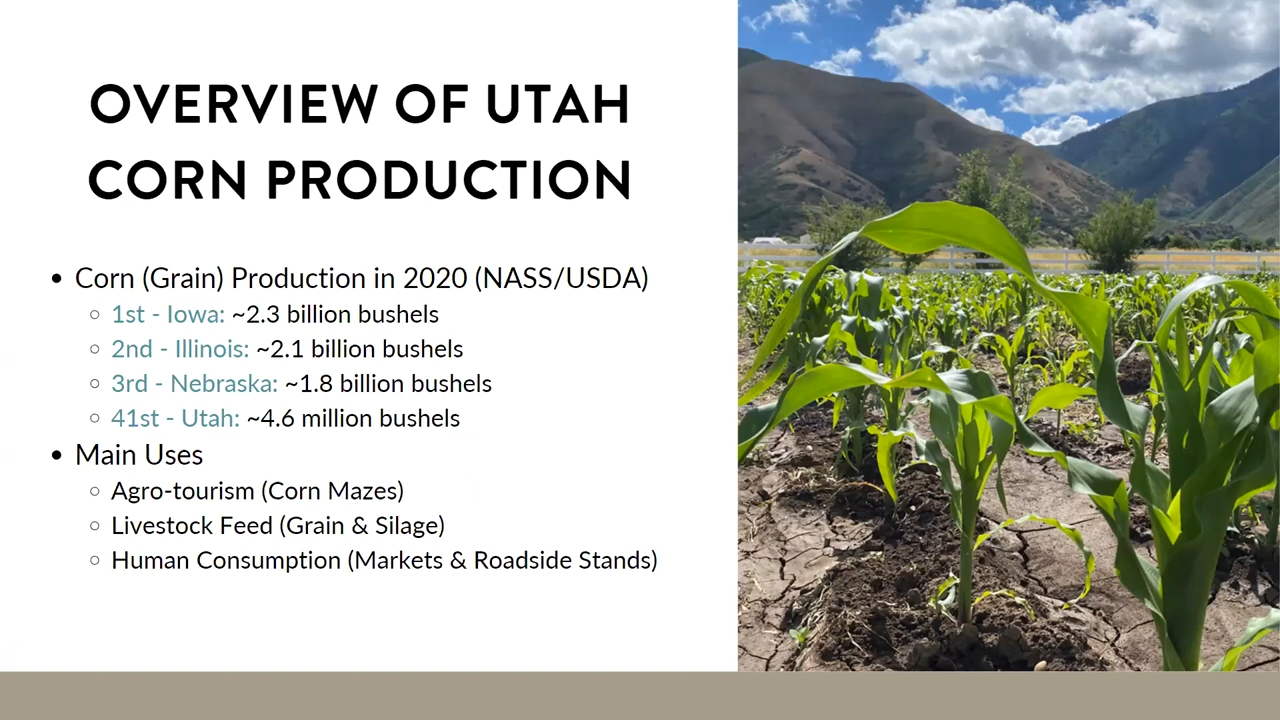 OVERVIEW OF UTAH
CORN PRODUCTION
• Corn (Grain) Production in 2020 (NASS/USDA)
○ 1st - Iowa: ~2.3 billion bushels
○ 2nd - Illinois: ~2.1 billion bushels
○ 3rd - Nebraska: ~1.8 billion bushels
○ 41st - Utah: ~4.6 million bushels
• Main Uses
○ Agro-tourism (Corn Mazes)
○ Livestock Feed (Grain & Silage)
○ Human Consumption (Markets & Roadside Stands)